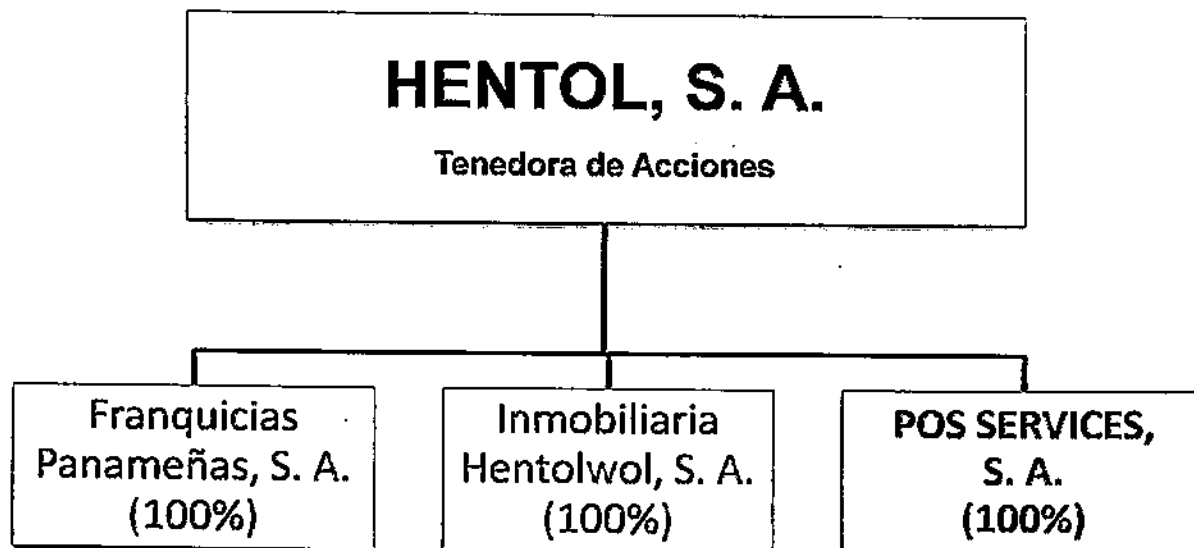 HENTOL, S. A.
Tenedora de Acciones
Franquicias
Panameñas, S. A.
(100%)
Inmobiliaria
Hentolwol, S. A.
(100%)
POS SERVICES,
S. A.
(100%)